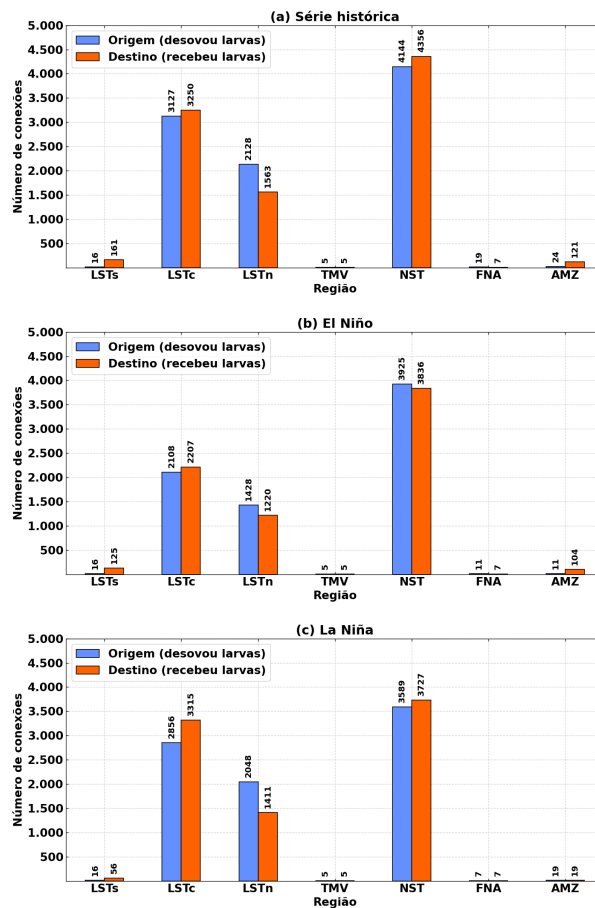 (a) Série histórica
Número de conexões
5.000
4.500
4.000
3.500
3.000
2.500
2.000
1.500
1.000
500
Origem (desovou larvas)
Destino (recebeu larvas)
16
161
3127
3250
2128
1563
5
5
4144
4356
19
7
24
121
LSTs
LSTc
LSTn
TMV
NST
FNA
AMZ
Região
(b) El Niño
Número de conexões
5.000
4.500
4.000
3.500
3.000
2.500
2.000
1.500
1.000
500
Origem (desovou larvas)
Destino (recebeu larvas)
16
125
2108
2207
1428
1220
5
5
3925
3836
11
7
11
104
LSTs
LSTc
LSTn
TMV
NST
FNA
AMZ
Região
(c) La Niña
Número de conexões
5.000
4.500
4.000
3.500
3.000
2.500
2.000
1.500
1.000
500
Origem (desovou larvas)
Destino (recebeu larvas)
16
56
2856
3315
2048
1411
5
5
3589
3727
7
7
19
19
LSTs
LSTc
LSTn
TMV
NST
FNA
AMZ
Região